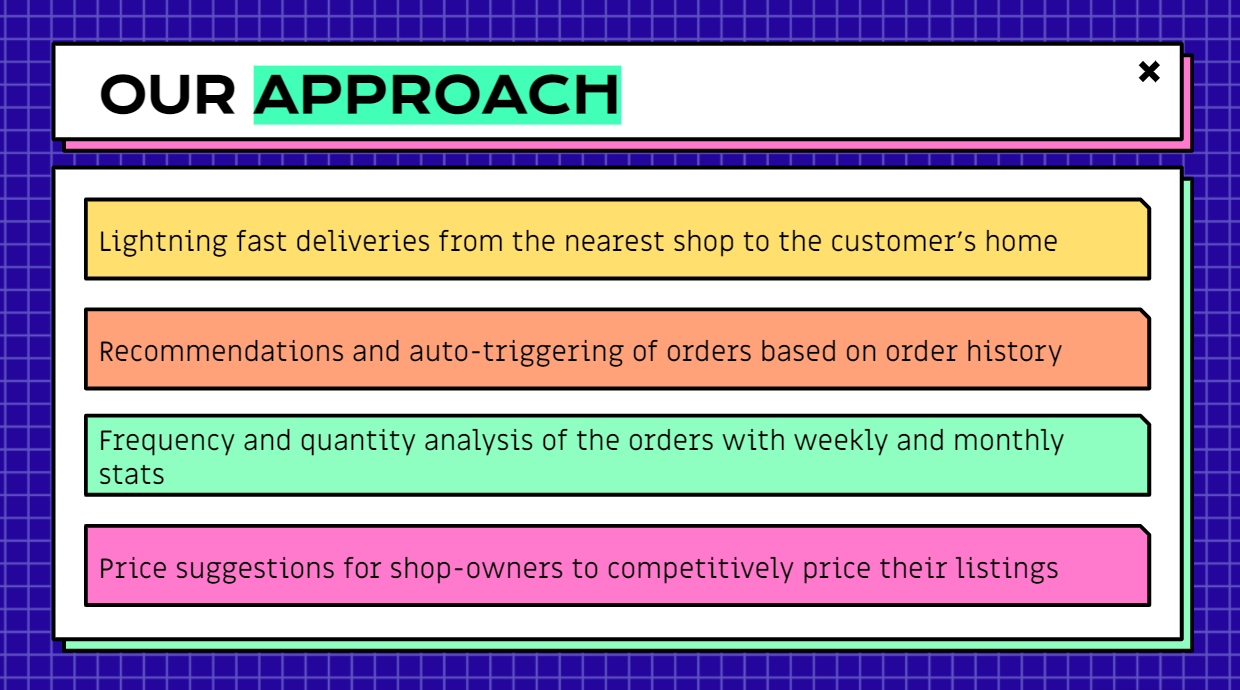 OUR APPROACH
Lightning fast deliveries from the nearest shop to the customer’s home
Recommendations and auto-triggering of orders based on order history
Frequency and quantity analysis of the orders with weekly and monthly
stats
Price suggestions for shop-owners to competitively price their listings